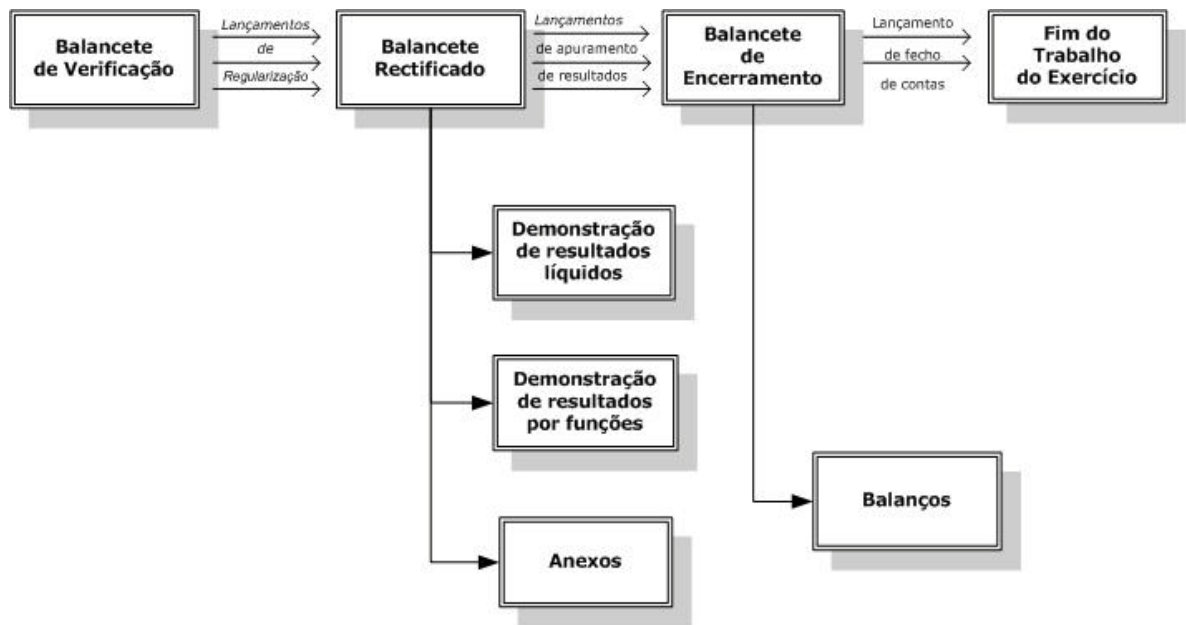 Balancete
de Verificação
Lançamentos
de
Regularização
Balancete
Rectificado
Lançamentos
de apuramento
de resultados
Balancete
de
Encerramento
Lançamento
de fecho
de contas
Fim do
Trabalho
do Exercício
Demonstração
de resultados
líquidos
Demonstração
de resultados
por funções
Anexos
Balanços